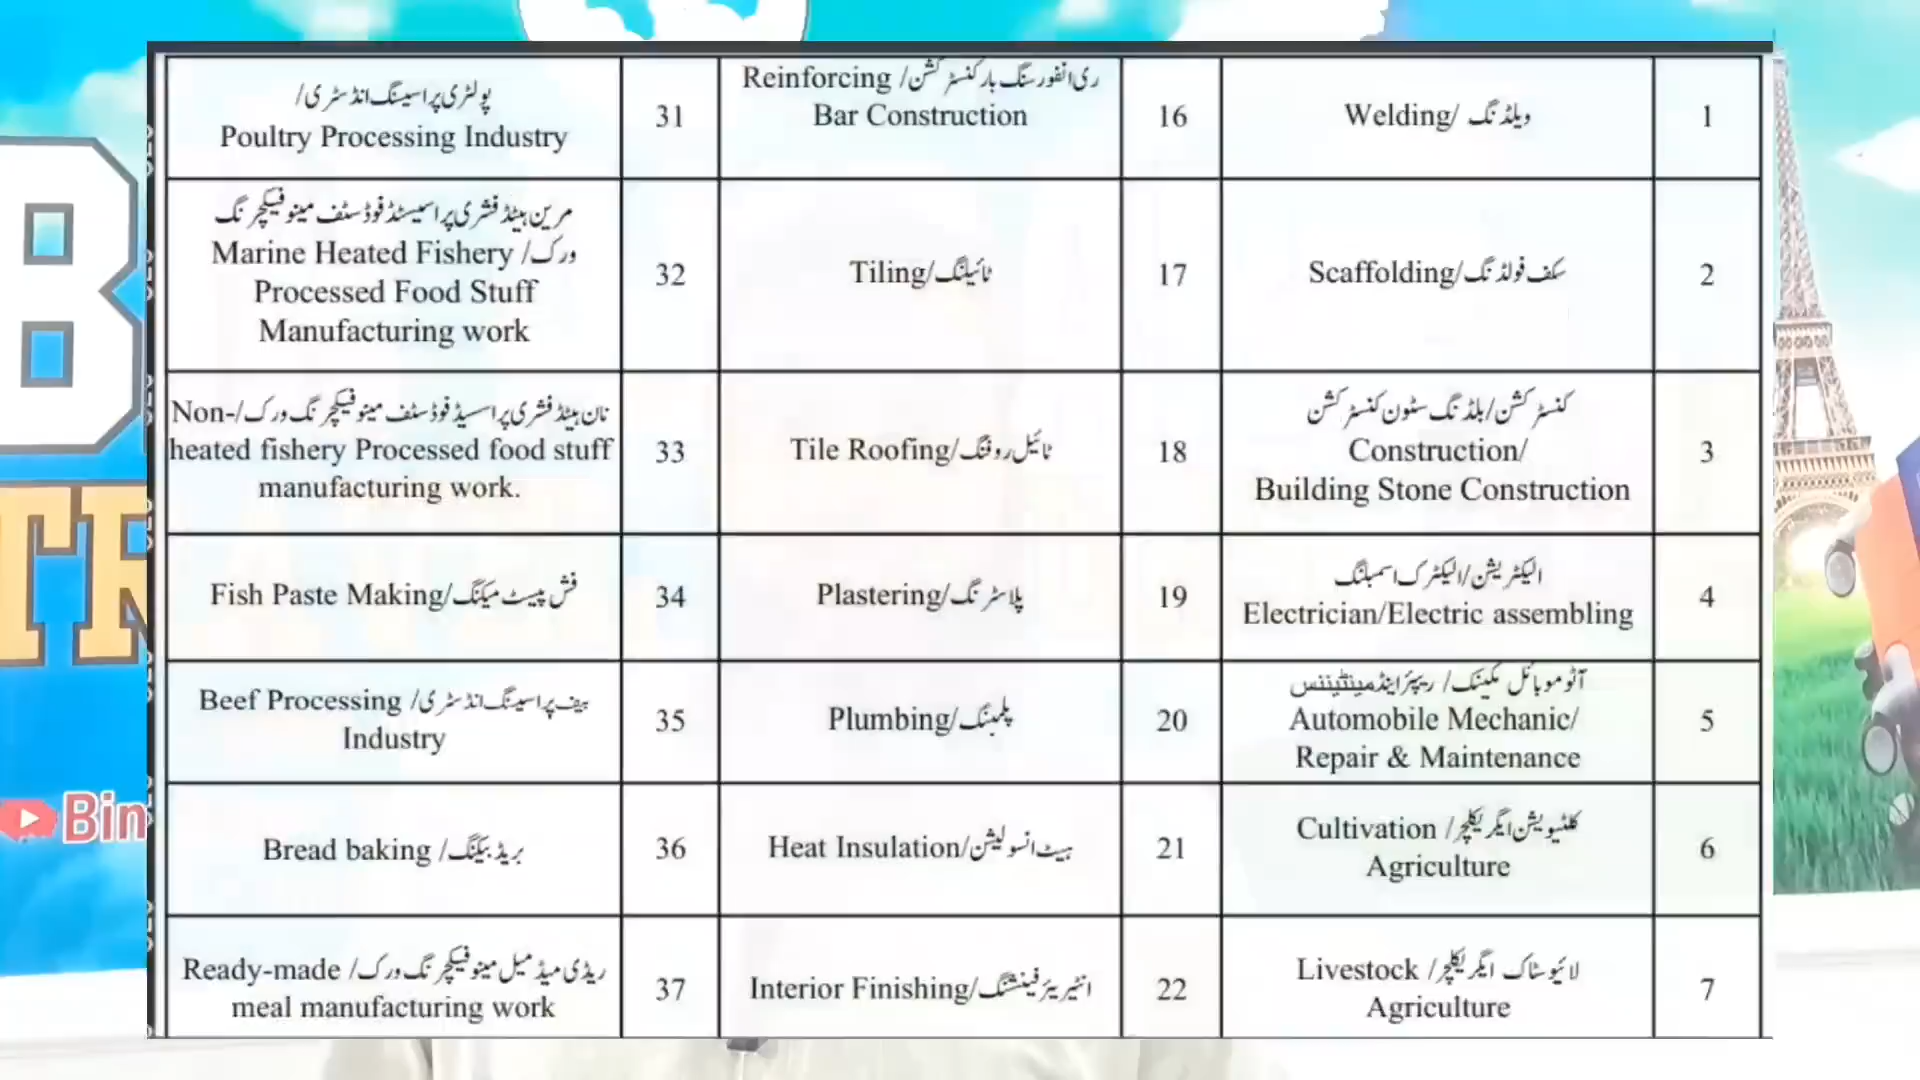 ویلڈنگ /Welding
1
سکف فولڈنگ/Scaffolding
2
کنسٹرکشن/بلڈنگ سٹون کنسٹرکشن
Construction/
Building Stone Construction
3
الیکٹریشن/الیکٹرک اسمبلنگ
Electrician/Electric assembling
4
آٹوموبائل مکینک/ ریپئراینڈمینٹیننس
Automobile Mechanic/
Repair & Maintenance
5
کلٹیویشن ایگریکلچر/ Cultivation
Agriculture
6
لائیوسٹاک ایگریکلچر/ Livestock
Agriculture
7
ری انفورسنگ بار کنسٹرکشن/ Reinforcing
Bar Construction
16
ٹائیلنگ/Tiling
17
ٹائیل روفنگ/Tile Roofing
18
پلاسٹرنگ/Plastering
19
پلمبنگ/Plumbing
20
ہیٹ انسولیشن/Heat Insulation
21
انٹیریئر فینشنگ/Interior Finishing
22
پولٹری پراسیسنگ انڈسٹری/
Poultry Processing Industry
31
مرین ہیٹڈ فشری پراسیسڈ فوڈ سٹف مینوفیکچرنگ
ورک/ Marine Heated Fishery
Processed Food Stuff
Manufacturing work
32
نان ہیٹڈ فشری پراسیسڈ فوڈ سٹف مینوفیکچرنگ ورک/Non-
heated fishery Processed food stuff
manufacturing work.
33
فش پیسٹ میکنگ/Fish Paste Making
34
بیف پراسیسنگ انڈسٹری/ Beef Processing
Industry
35
بریڈ بیکنگ/ Bread baking
36
ریڈی میڈ میل مینوفیکچرنگ ورک/ Ready-made
meal manufacturing work
37
B
TR
Bin